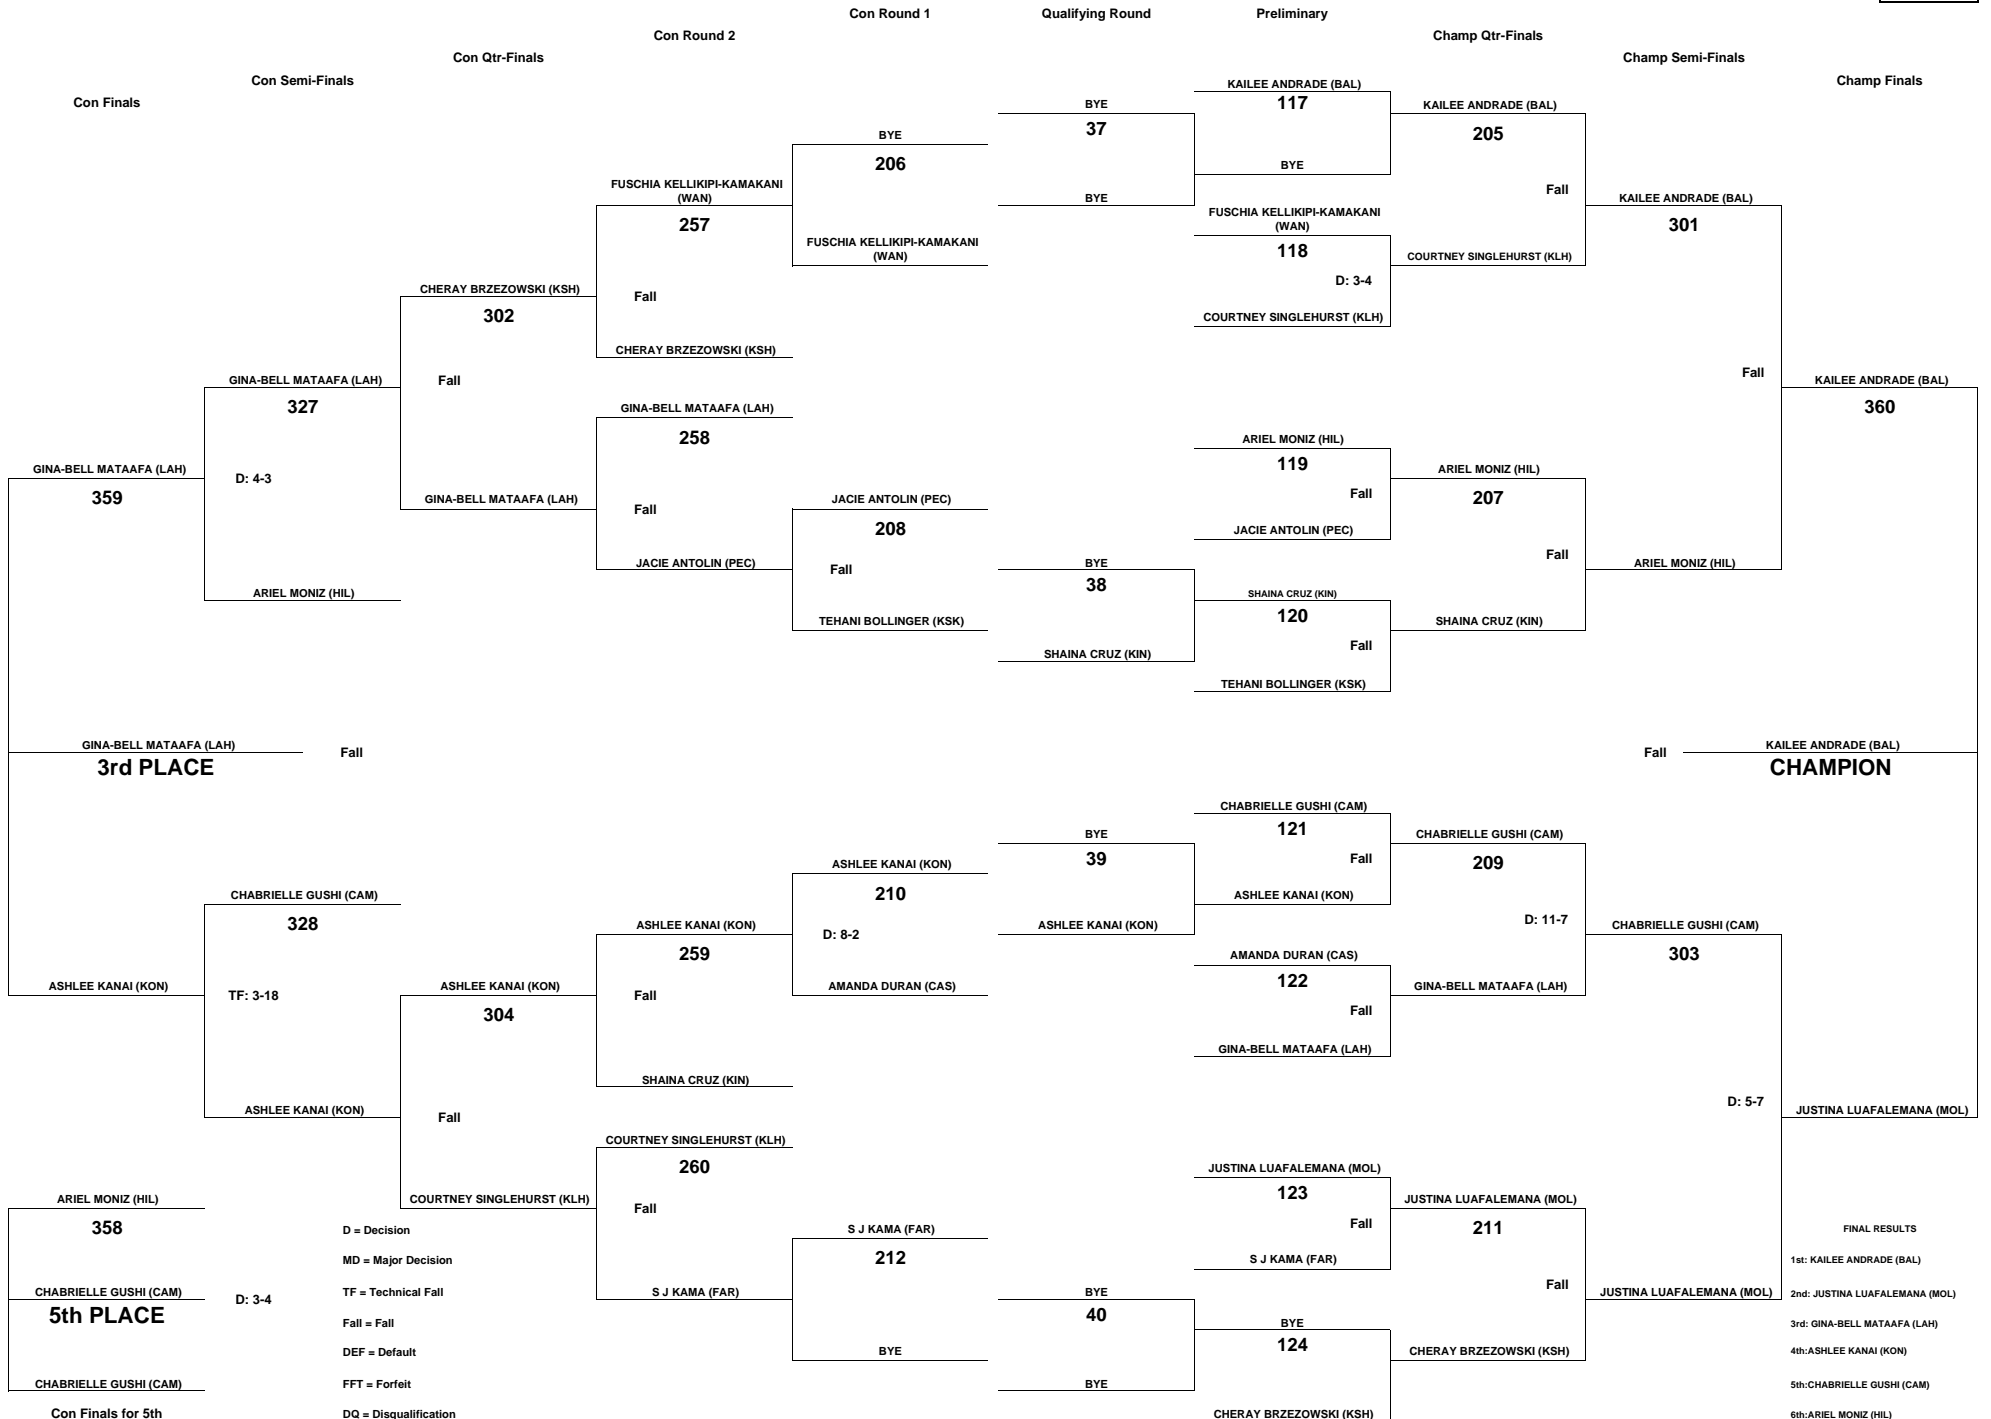 Con Round 1
Qualifying Round
Preliminary
Con Round 2
Champ Qtr-Finals
Con Qtr-Finals
Champ Semi-Finals
Con Semi-Finals
Champ Finals
Con Finals
KAILEE ANDRADE (BAL)
117
BYE
37
KAILEE ANDRADE (BAL)
205
BYE
206
BYE
FUSCHIA KELLIKIPI-KAMAKANI
(WAN)
257
BYE
Fall
KAILEE ANDRADE (BAL)
301
FUSCHIA KELLIKIPI-KAMAKANI
(WAN)
118
FUSCHIA KELLIKIPI-KAMAKANI
(WAN)
COURTNEY SINGLEHURST (KLH)
D: 3-4
CHERAY BRZEZOWSKI (KSH)
302
Fall
COURTNEY SINGLEHURST (KLH)
CHERAY BRZEZOWSKI (KSH)
Fall
GINA-BELL MATAAFA (LAH)
327
Fall
KAILEE ANDRADE (BAL)
360
GINA-BELL MATAAFA (LAH)
258
ARIEL MONIZ (HIL)
119
GINA-BELL MATAAFA (LAH)
359
D: 4-3
ARIEL MONIZ (HIL)
207
Fall
GINA-BELL MATAAFA (LAH)
Fall
JACIE ANTOLIN (PEC)
208
JACIE ANTOLIN (PEC)
Fall
JACIE ANTOLIN (PEC)
Fall
BYE
38
ARIEL MONIZ (HIL)
ARIEL MONIZ (HIL)
SHAINA CRUZ (KIN)
120
TEHANI BOLLINGER (KSK)
SHAINA CRUZ (KIN)
Fall
SHAINA CRUZ (KIN)
TEHANI BOLLINGER (KSK)
GINA-BELL MATAAFA (LAH)
3rd PLACE
Fall
Fall
KAILEE ANDRADE (BAL)
CHAMPION
CHABRIELLE GUSHI (CAM)
121
BYE
39
CHABRIELLE GUSHI (CAM)
209
Fall
ASHLEE KANAI (KON)
210
CHABRIELLE GUSHI (CAM)
328
ASHLEE KANAI (KON)
D: 11-7
ASHLEE KANAI (KON)
259
D: 8-2
ASHLEE KANAI (KON)
CHABRIELLE GUSHI (CAM)
303
AMANDA DURAN (CAS)
122
ASHLEE KANAI (KON)
TF: 3-18
ASHLEE KANAI (KON)
304
Fall
AMANDA DURAN (CAS)
GINA-BELL MATAAFA (LAH)
Fall
GINA-BELL MATAAFA (LAH)
SHAINA CRUZ (KIN)
D: 5-7
ASHLEE KANAI (KON)
Fall
JUSTINA LUAFALEMANA (MOL)
COURTNEY SINGLEHURST (KLH)
260
JUSTINA LUAFALEMANA (MOL)
123
ARIEL MONIZ (HIL)
358
COURTNEY SINGLEHURST (KLH)
Fall
JUSTINA LUAFALEMANA (MOL)
211
Fall
D = Decision
S J KAMA (FAR)
212
FINAL RESULTS
MD = Major Decision
S J KAMA (FAR)
1st: KAILEE ANDRADE (BAL)
CHABRIELLE GUSHI (CAM)
5th PLACE
D: 3-4
TF = Technical Fall
S J KAMA (FAR)
BYE
40
Fall
JUSTINA LUAFALEMANA (MOL)
2nd: JUSTINA LUAFALEMANA (MOL)
Fall = Fall
BYE
124
3rd: GINA-BELL MATAAFA (LAH)
DEF = Default
BYE
CHERAY BRZEZOWSKI (KSH)
4th:ASHLEE KANAI (KON)
CHABRIELLE GUSHI (CAM)
FFT = Forfeit
BYE
5th:CHABRIELLE GUSHI (CAM)
Con Finals for 5th
DQ = Disqualification
CHERAY BRZEZOWSKI (KSH)
6th:ARIEL MONIZ (HIL)